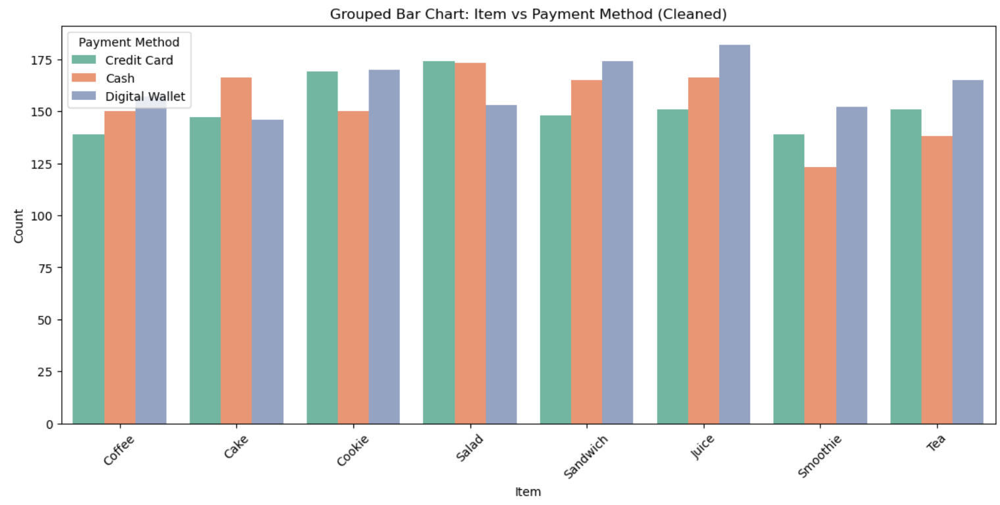 Grouped Bar Chart: Item vs Payment Method (Cleaned)
Payment Method
Credit Card
Cash
Digital Wallet
175
150
125
100
75
50
25
0
Count
Coffee
Cake
Cookie
Salad
Sandwich
Juice
Smoothie
Tea
Item